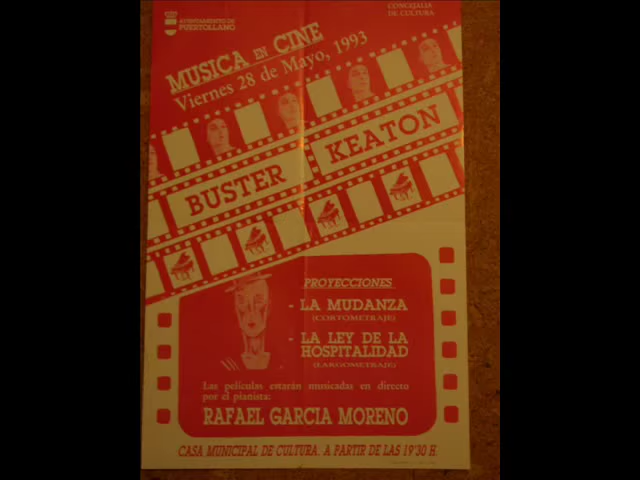 AYUNTAMIENTO DE
PUERTOLLANO
CONCEJALIA
DE CULTURA
MUSICA EN CINE
Viernes 28 de Mayo, 1993
BUSTER KEATON
PROYECCIONES
- LA MUDANZA
(CORTOMETRAJE)
- LA LEY DE LA
HOSPITALIDAD
(LARGOMETRAJE)
Las películas estarán musicadas en directo
por el pianista:
RAFAEL GARCIA MORENO
CASA MUNICIPAL DE CULTURA. A PARTIR DE LAS 19'30 H.